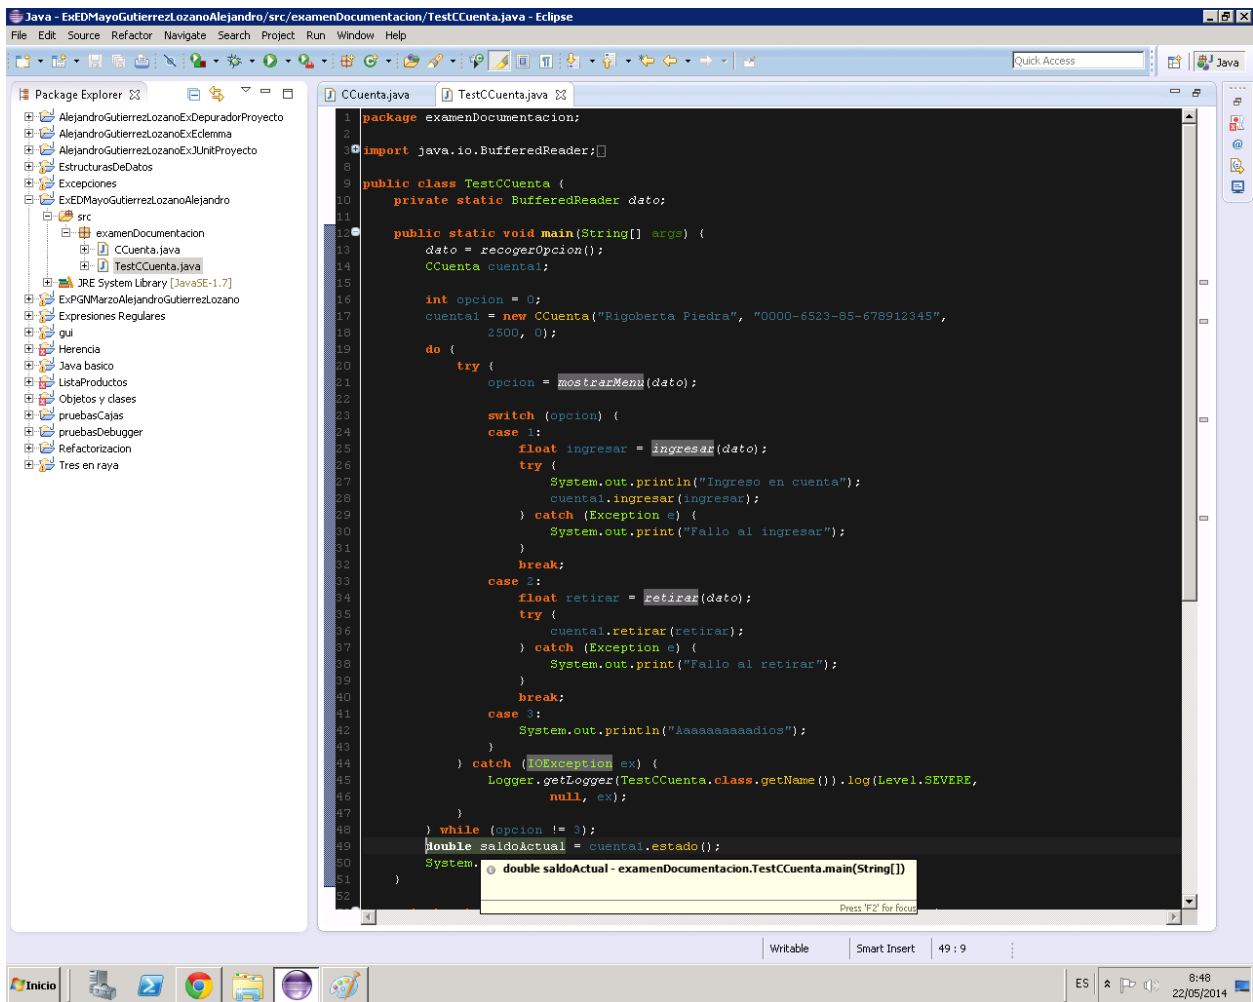 Java - ExEDMayoGutierrezLozanoAlejandro/src/examenDocumentacion/TestCCuenta.java - Eclipse
File Edit Source Refactor Navigate Search Project Run Window Help
Quick Access
Java
Package Explorer
AlejandroGutierrezLozanoExDepuradorProyecto
AlejandroGutierrezLozanoExEclemma
AlejandroGutierrezLozanoExJUnitProyecto
EstructurasDeDatos
Excepciones
ExEDMayoGutierrezLozanoAlejandro
src
examenDocumentacion
CCuenta.java
TestCCuenta.java
JRE System Library [JavaSE-1.7]
ExPGNMarzoAlejandroGutierrezLozano
Expresiones Regulares
gui
Herencia
Java basico
ListaProductos
Objetos y clases
pruebasCajas
pruebasDebugger
Refactorizacion
Tres en raya
CCuenta.java TestCCuenta.java
1 package examenDocumentacion;
2
3 import java.io.BufferedReader;
8
9 public class TestCCuenta {
10 private static BufferedReader dato;
11
12 public static void main(String[] args) {
13 dato = recogerOpcion();
14 CCuenta cuenta1;
15
16 int opcion = 0;
17 cuenta1 = new CCuenta("Rigoberta Piedra", "0000-6523-85-678912345",
18 2500, 0);
19 do {
20 try {
21 opcion = mostrarMenu(dato);
22
23 switch (opcion) {
24 case 1:
25 float ingresar = ingresar(dato);
26 try {
27 System.out.println("Ingreso en cuenta");
28 cuenta1.ingresar(ingresar);
29 } catch (Exception e) {
30 System.out.print("Fallo al ingresar");
31 }
32 break;
33 case 2:
34 float retirar = retirar(dato);
35 try {
36 cuenta1.retirar(retirar);
37 } catch (Exception e) {
38 System.out.print("Fallo al retirar");
39 }
40 break;
41 case 3:
42 System.out.println("Aaaaaaaaaadios");
43 }
44 } catch (IOException ex) {
45 Logger.getLogger(TestCCuenta.class.getName()).log(Level.SEVERE,
46 null, ex);
47 }
48 } while (opcion != 3);
49 double saldoActual = cuenta1.estado();
50 System.
51 }
52
double saldoActual - examenDocumentacion.TestCCuenta.main(String[])
Press 'F2' for focus
Writable Smart Insert 49 : 9
Inicio
ES
8:48
22/05/2014